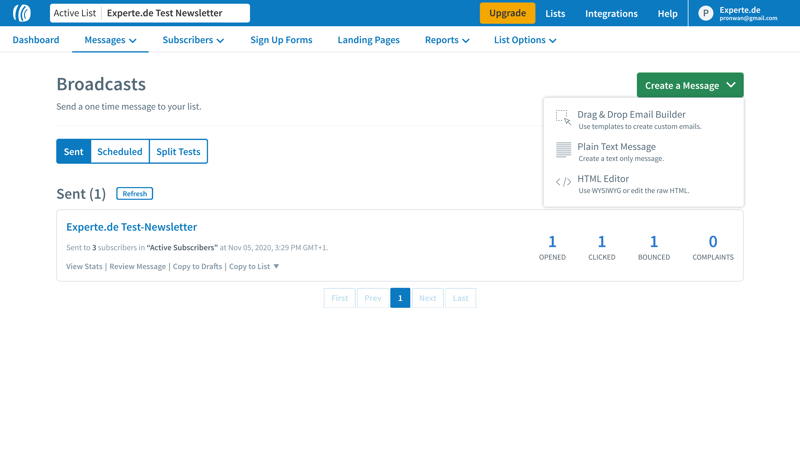 Active List Experte.de Test Newsletter
Upgrade Lists Integrations Help P Experte.de
pronwan@gmail.com
Dashboard Messages Subscribers Sign Up Forms Landing Pages Reports List Options
Broadcasts
Send a one time message to your list.
Create a Message
Drag & Drop Email Builder
Use templates to create custom emails.
Plain Text Message
Create a text only message.
HTML Editor
Use WYSIWYG or edit the raw HTML.
Sent Scheduled Split Tests
Sent (1) Refresh
Experte.de Test-Newsletter
Sent to 3 subscribers in “Active Subscribers” at Nov 05, 2020, 3:29 PM GMT+1.
View Stats | Review Message | Copy to Drafts | Copy to List
1 1 1 0
OPENED CLICKED BOUNCED COMPLAINTS
First Prev 1 Next Last